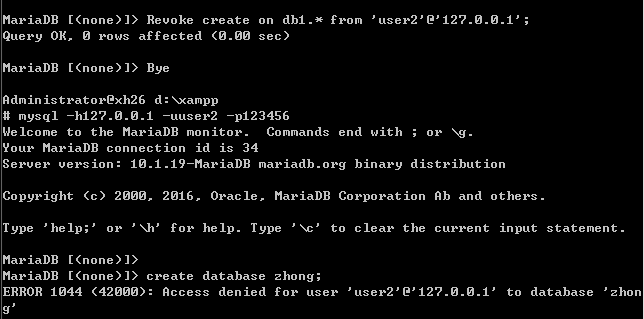 MariaDB [(none)]> Revoke create on db1.* from 'user2'@'127.0.0.1';
Query OK, 0 rows affected (0.00 sec)
MariaDB [(none)]> Bye
Administrator@xh26 d:\xampp
# mysql -h127.0.0.1 -uuser2 -p123456
Welcome to the MariaDB monitor.  Commands end with ; or \g.
Your MariaDB connection id is 34
Server version: 10.1.19-MariaDB mariadb.org binary distribution
Copyright (c) 2000, 2016, Oracle, MariaDB Corporation Ab and others.
Type 'help;' or '\h' for help. Type '\c' to clear the current input statement.
MariaDB [(none)]>
MariaDB [(none)]> create database zhong;
ERROR 1044 (42000): Access denied for user 'user2'@'127.0.0.1' to database 'zhon
g'